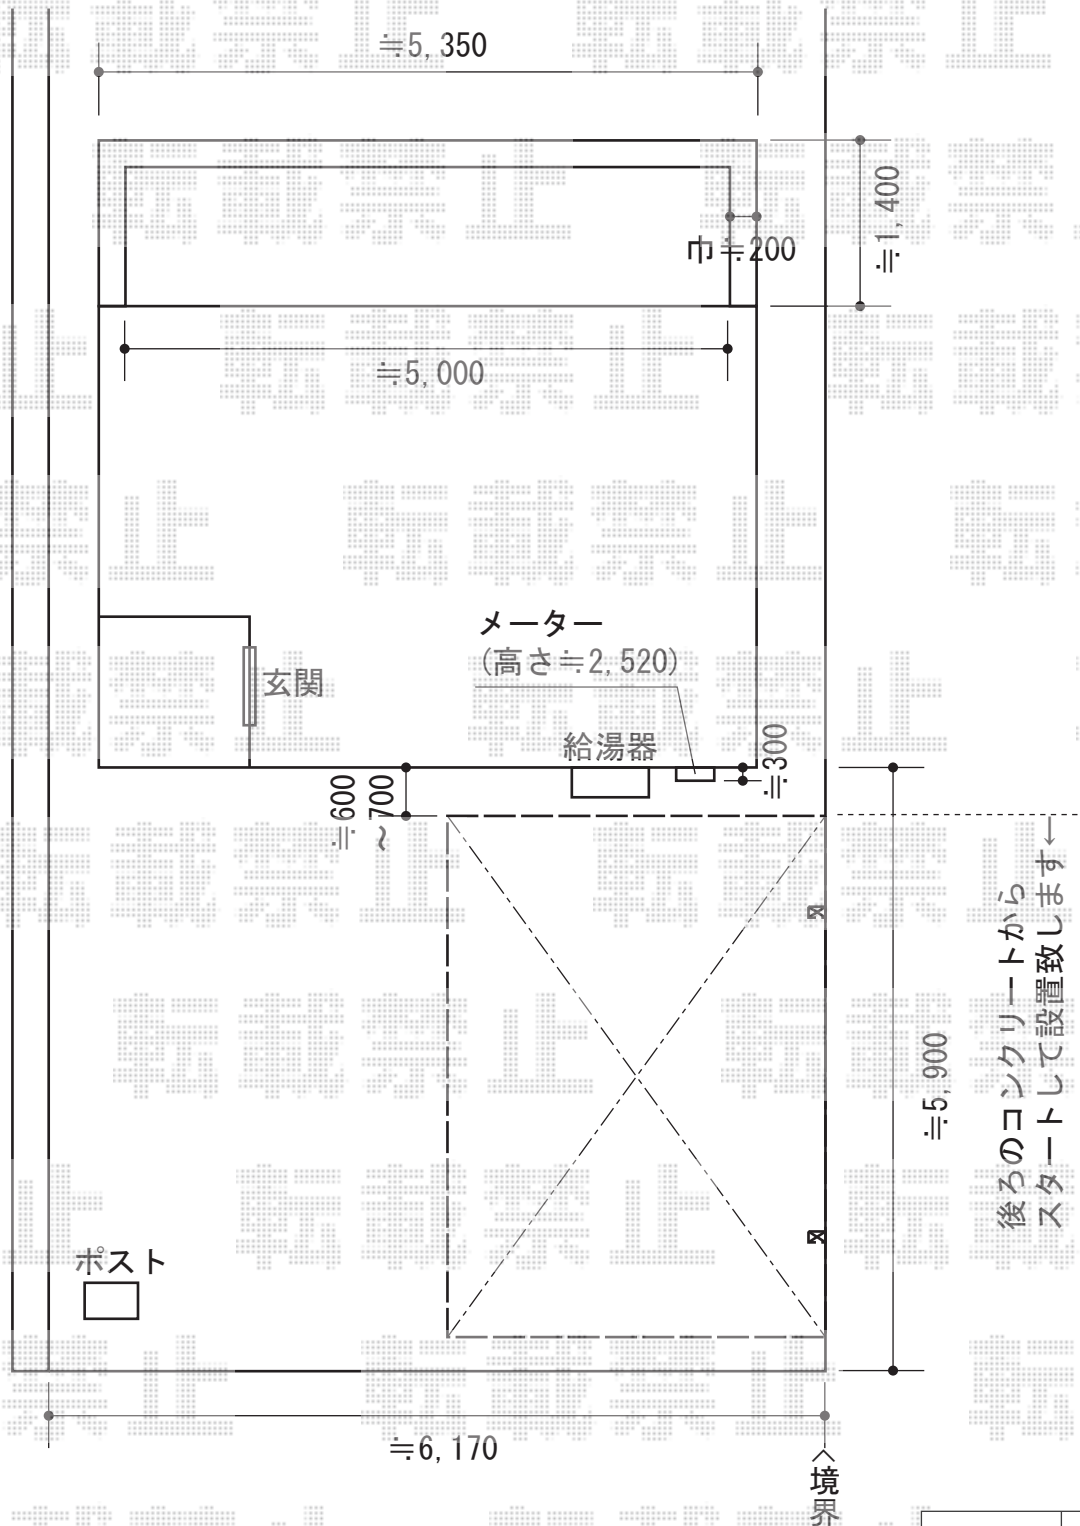 ≒5,350
≒1,400
巾≒200
≒5,000
メーター
(高さ≒2,520)
玄関
給湯器
≒300
≒600
~700
後ろのコンクリートから
スタートして設置致します→
≒5,900
ポスト
≒6,170
<境界
転載禁止